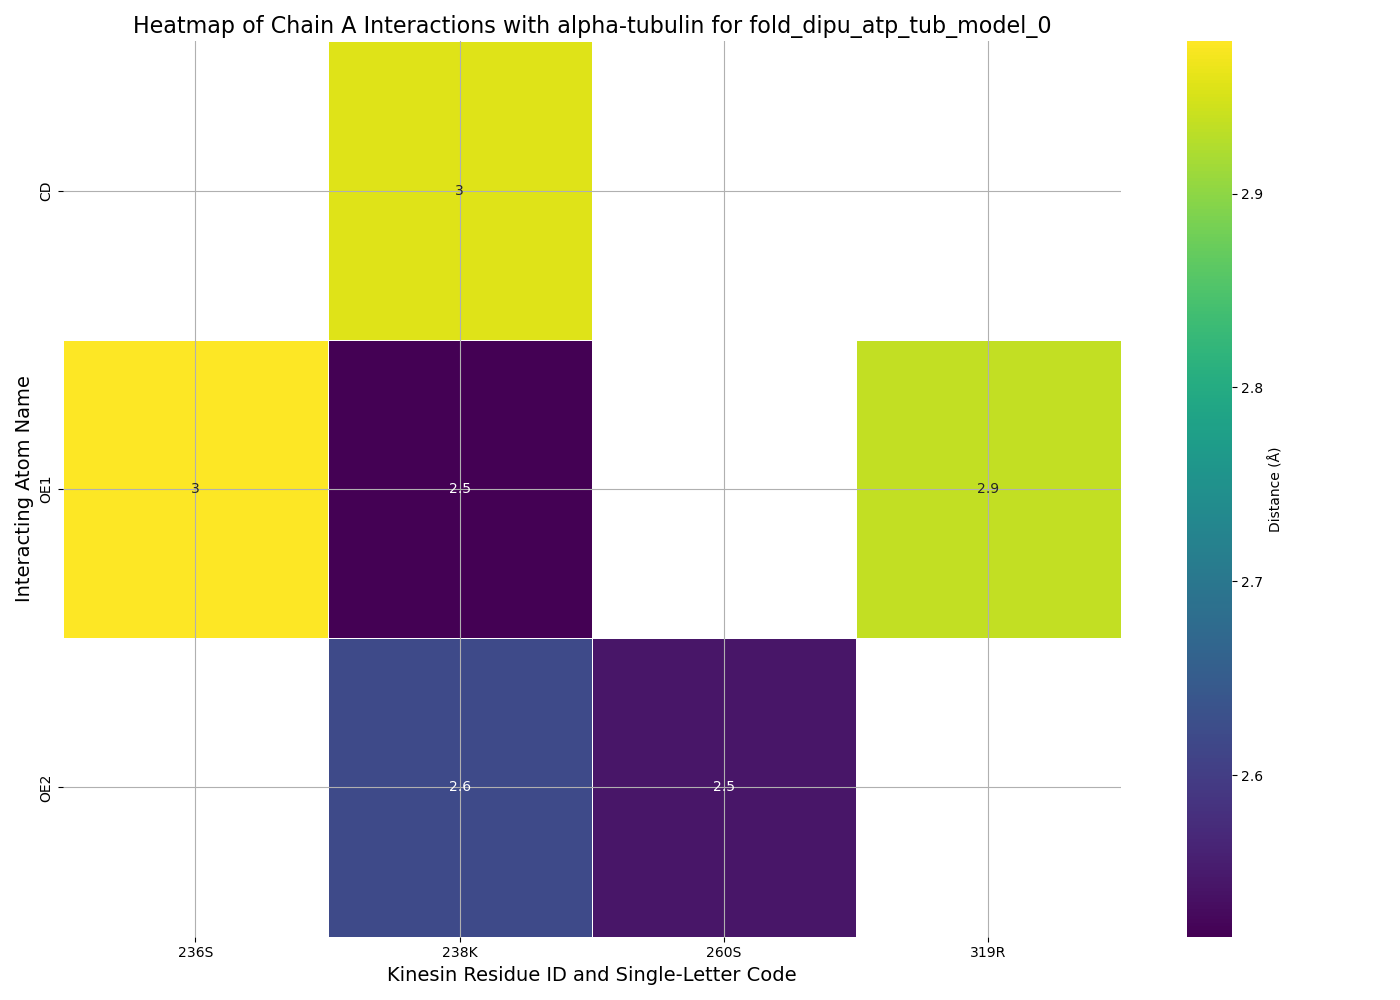 Heatmap of Chain A Interactions with alpha-tubulin for fold_dipu_atp_tub_model_0
Interacting Atom Name
CD
OE1
OE2
3
3
2.5
2.9
2.6
2.5
236S
238K
260S
319R
Kinesin Residue ID and Single-Letter Code
2.9
2.8
2.7
2.6
Distance (Å)